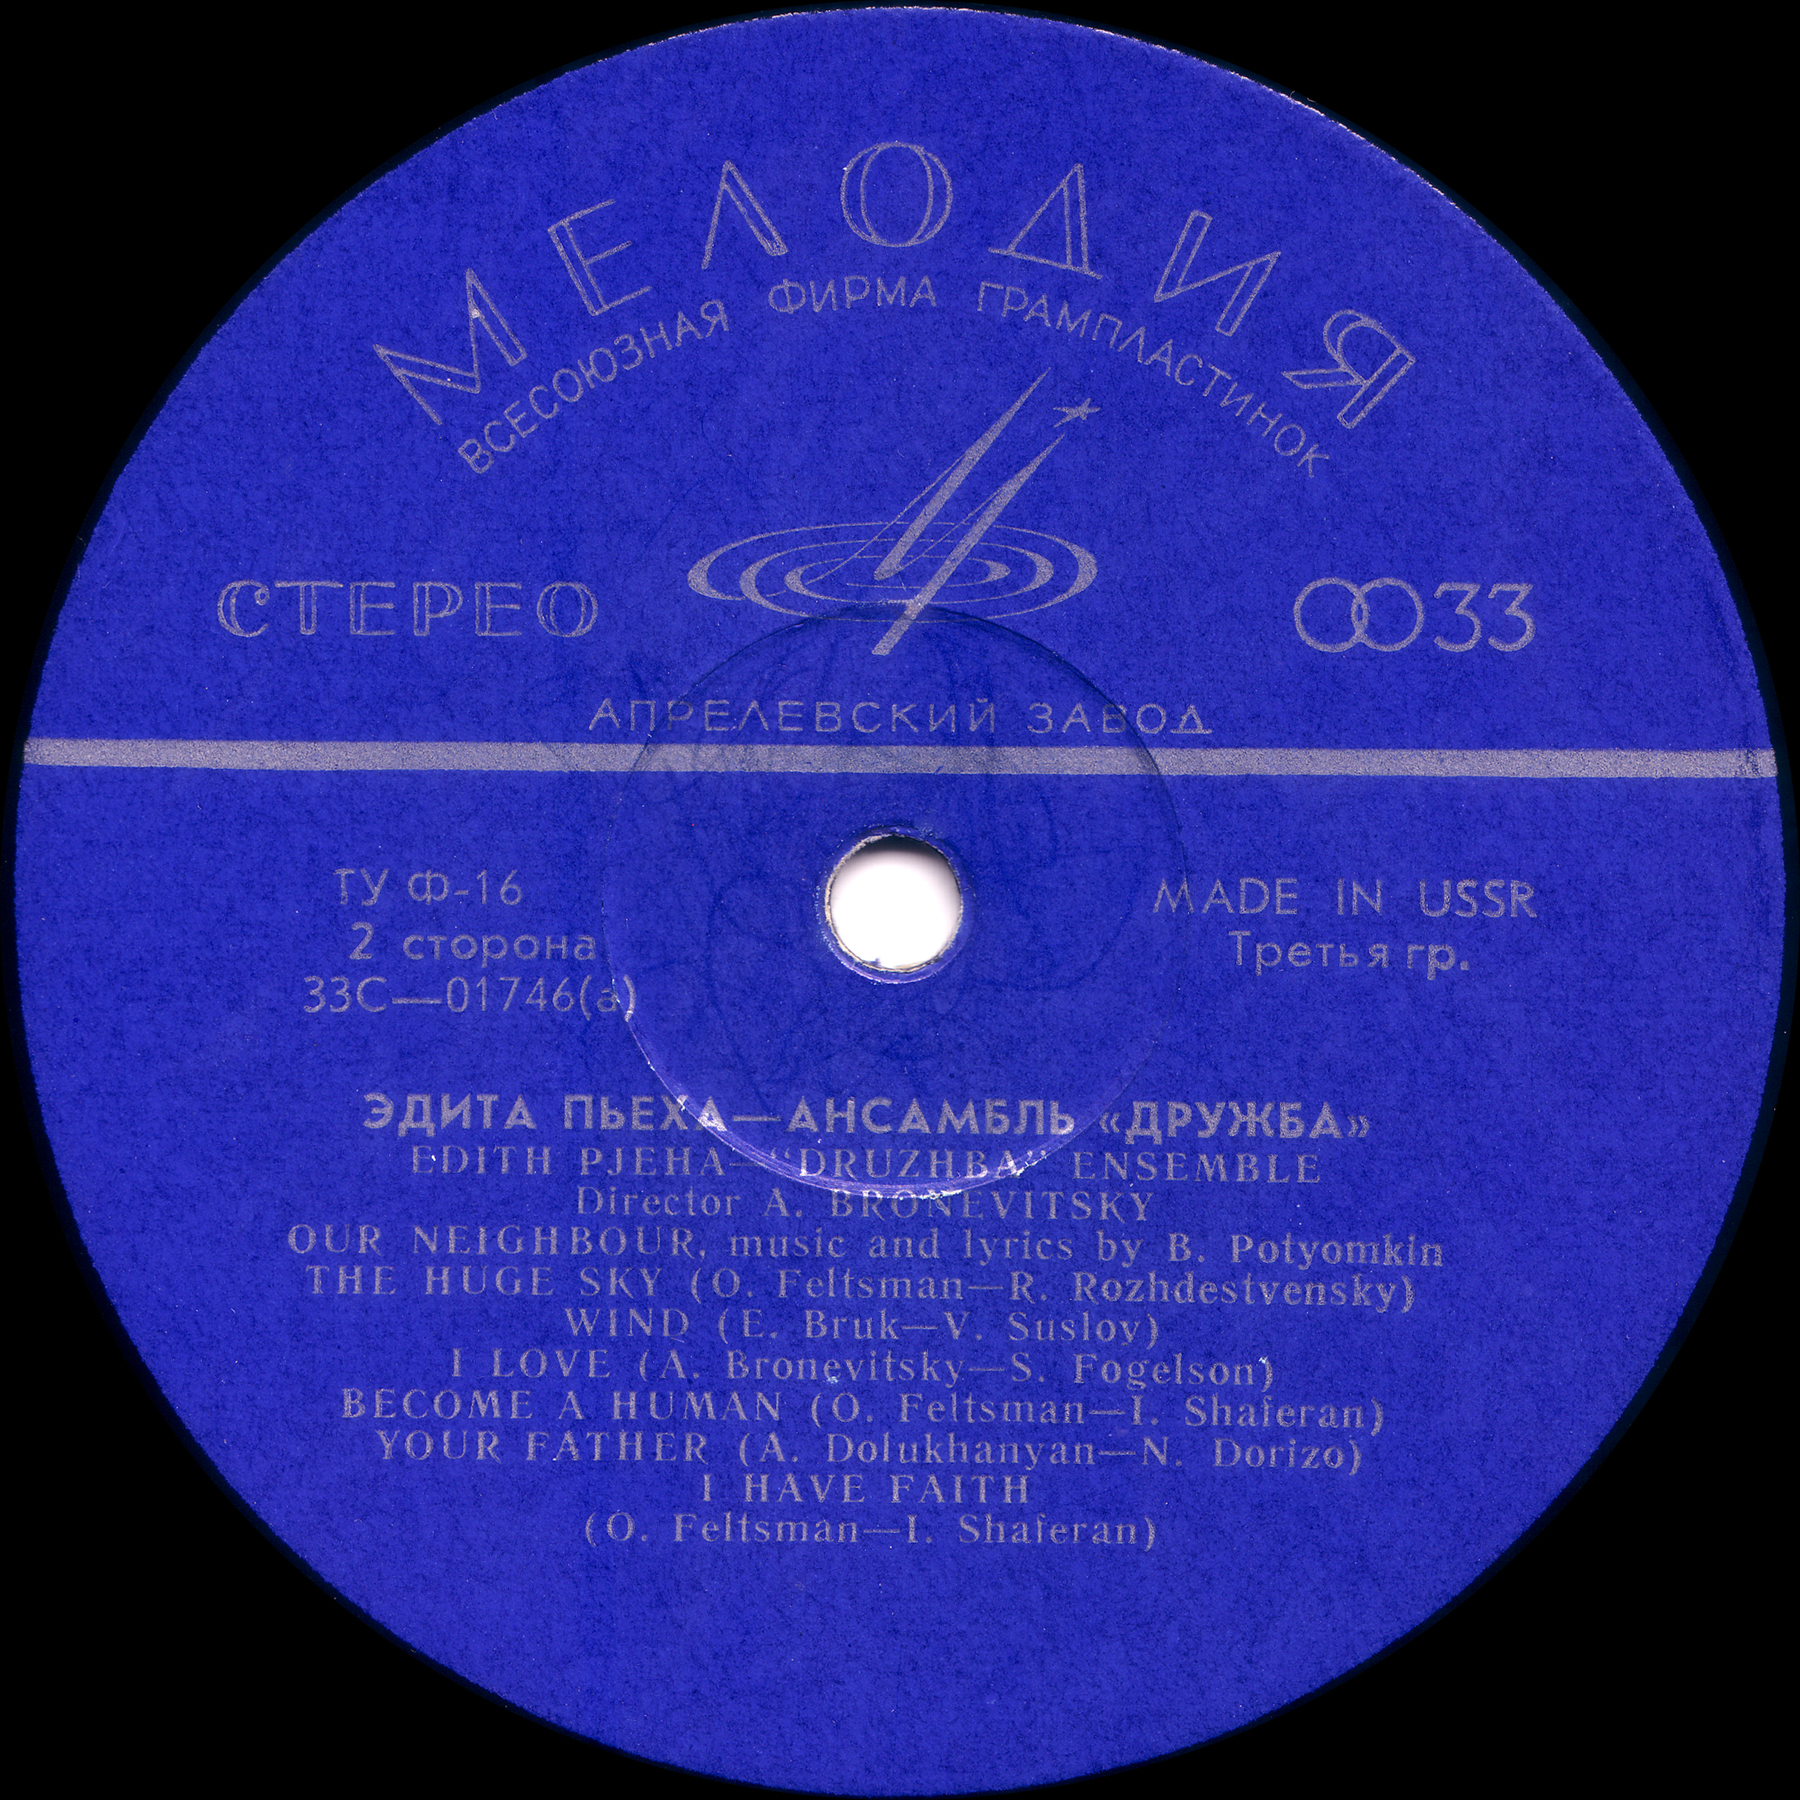 МЕЛОДИЯ
ВСЕСОЮЗНАЯ ФИРМА ГРАМПЛАСТИНОК
СТЕРЕО
33
АПРЕЛЕВСКИЙ ЗАВОД
ТУ Ф-16
2 сторона
33С—01746(а)
MADE IN USSR
Третья гр.
ЭДИТА ПЬЕХА—АНСАМБЛЬ «ДРУЖБА»
EDITH PJEHA—“DRUZHBA” ENSEMBLE
Director A. BRONEVITSKY
OUR NEIGHBOUR, music and lyrics by B. Potyomkin
THE HUGE SKY (O. Feltsman—R. Rozhdestvensky)
WIND (E. Bruk—V. Suslov)
I LOVE (A. Bronevitsky—S. Fogelson)
BECOME A HUMAN (O. Feltsman—I. Shaferan)
YOUR FATHER (A. Dolukhanyan—N. Dorizo)
I HAVE FAITH
(O. Feltsman—I. Shaferan)